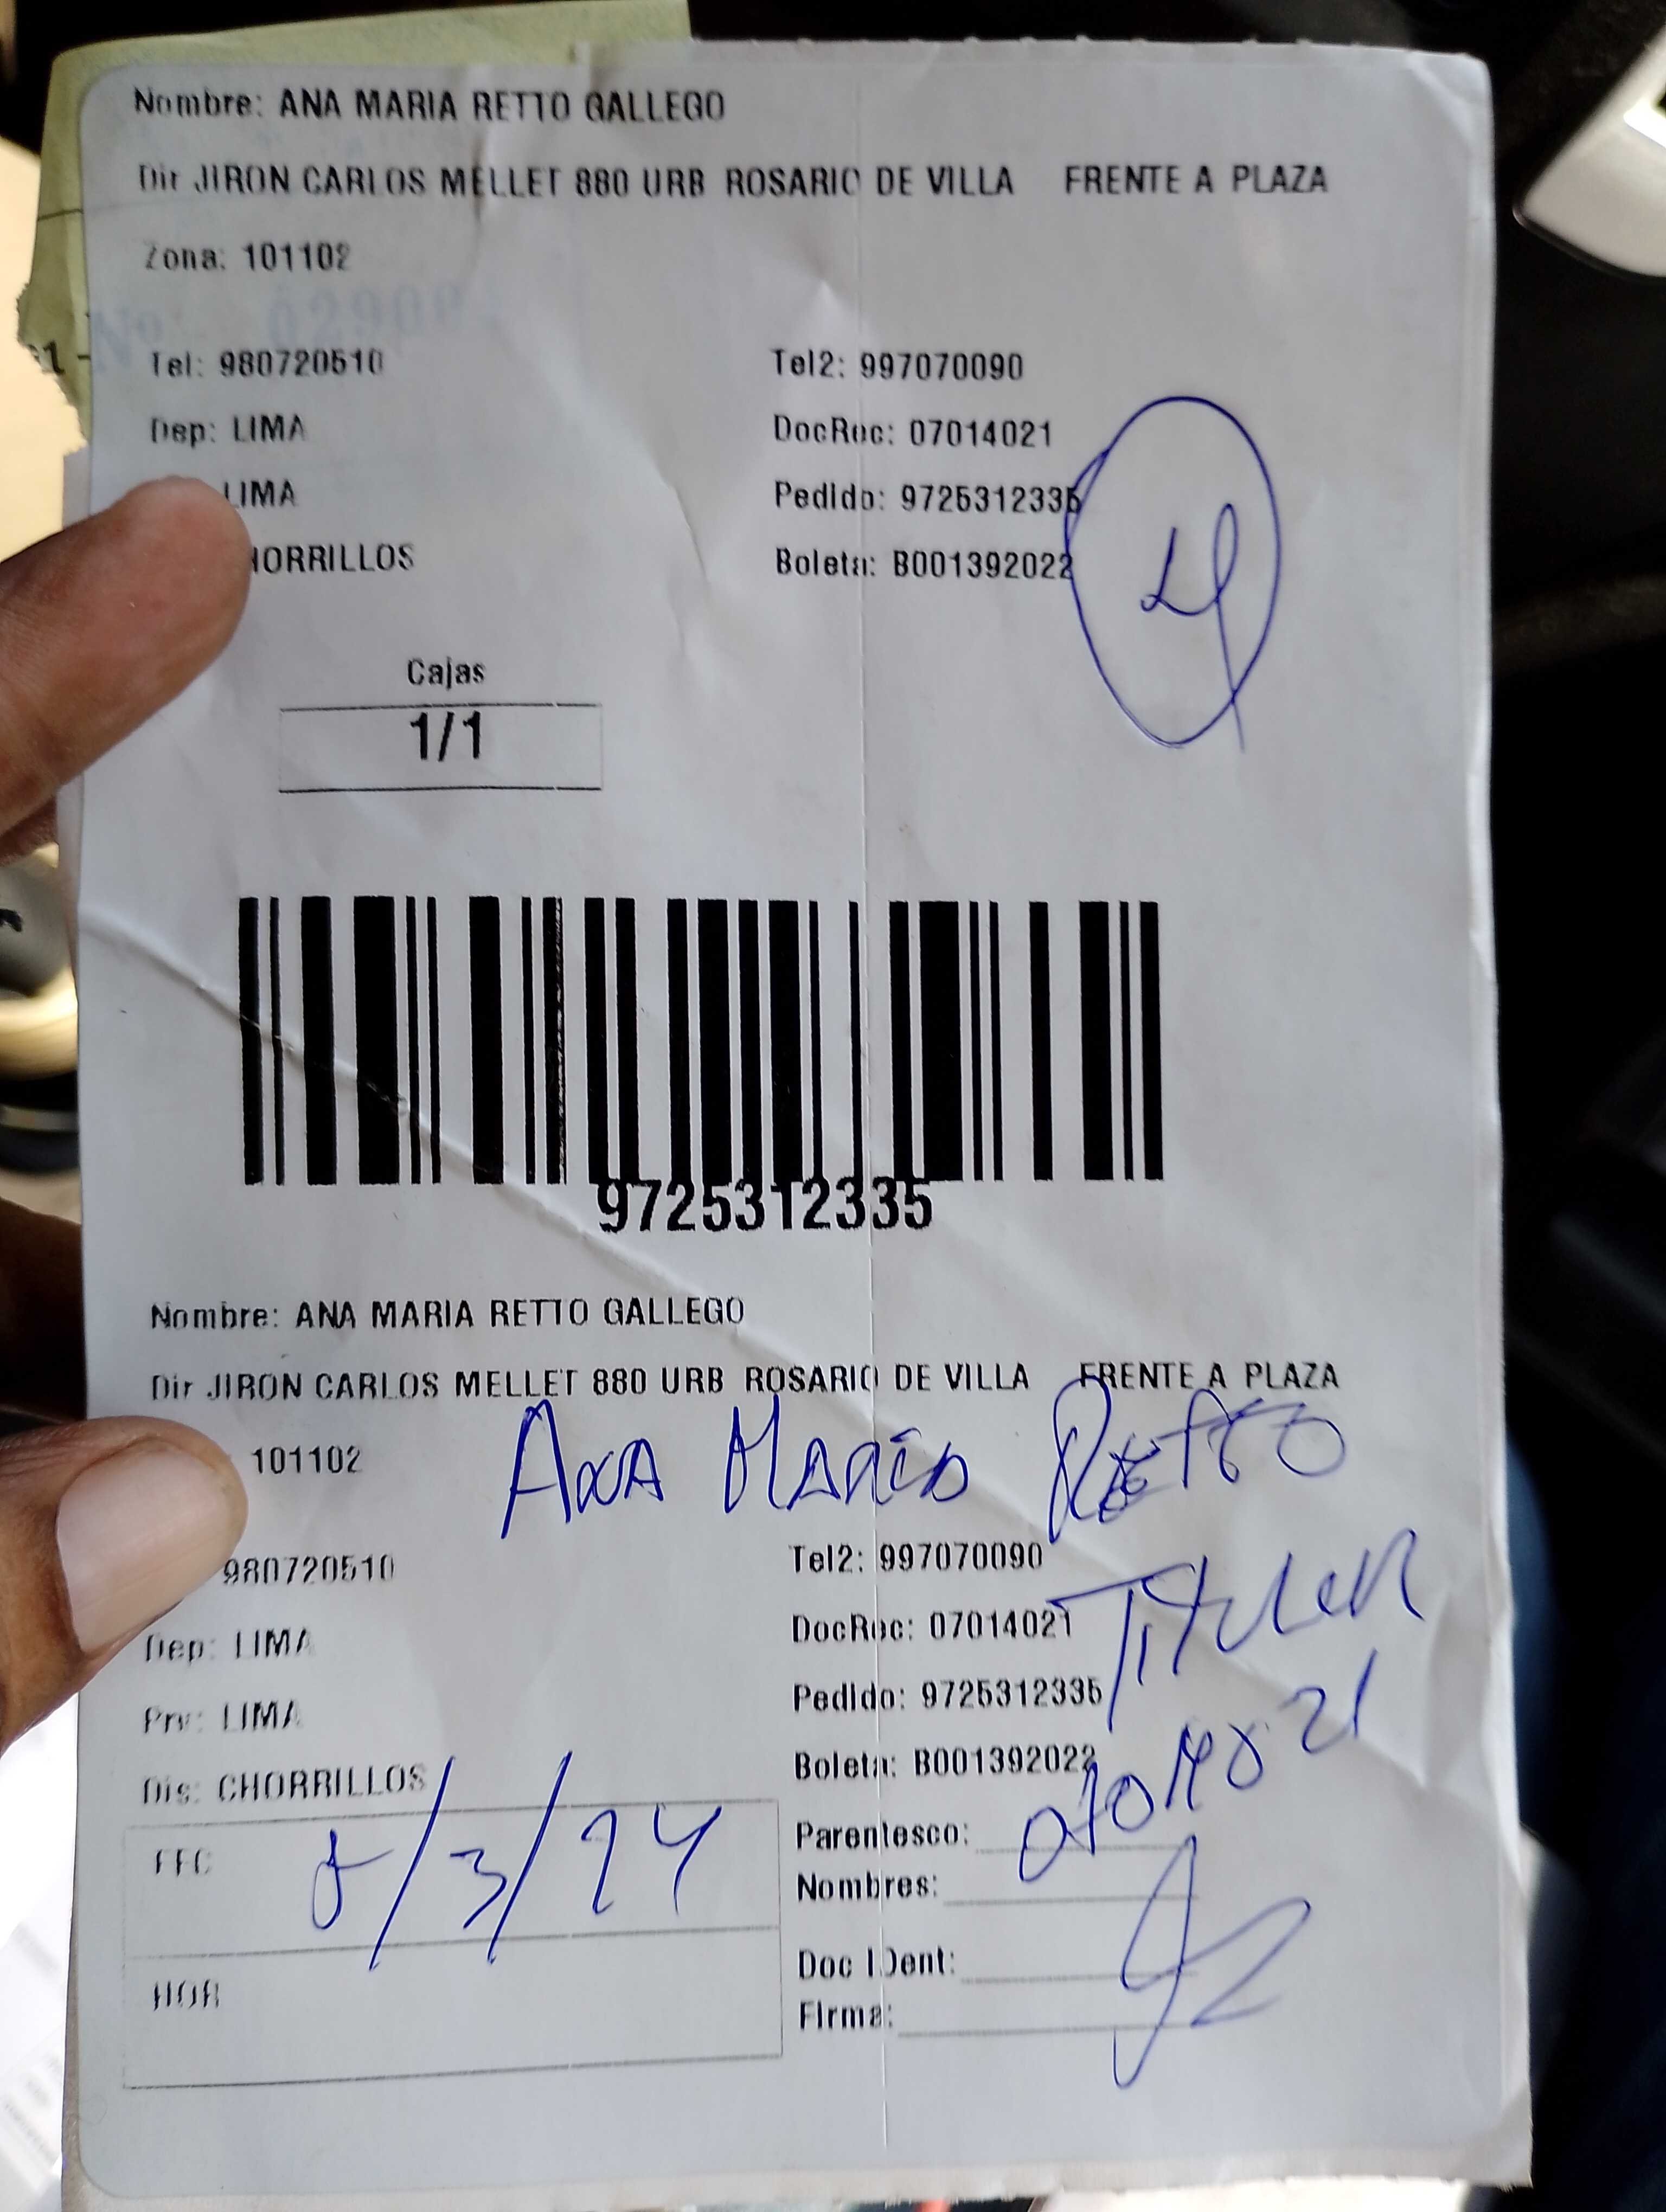 Nombre: ANA MARIA RETTO GALLEGO
Dir JIRON CARLOS MELLET 880 URB ROSARIO DE VILLA FRENTE A PLAZA
Zona: 101102
Nº 02908
Tel: 980720510 Tel2: 997070090
Dep: LIMA DocRec: 07014021
LIMA Pedido: 9725312335
HORRILLOS Boleta: B001392022
4
Cajas
1/1
9725312335
Nombre: ANA MARIA RETTO GALLEGO
Dir JIRON CARLOS MELLET 880 URB ROSARIO DE VILLA FRENTE A PLAZA
101102 Ana María Retto
980720510 Tel2: 997070090
Titular
Dep: LIMA DocRec: 07014021
Prv: LIMA Pedido: 9725312335
Dis: CHORRILLOS Boleta: B001392022
07014021
FEC 5/3/24 Parentesco:
Nombres:
HOR Doc IDent:
Firma: